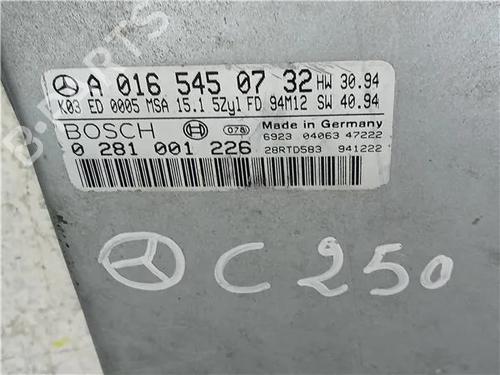 A 016 545 07 32 HW 30.94
K03 ED 0005 MSA 15.1 5Zyl FD 94M12 SW 40.94
BOSCH 078 Made in Germany
6923 04063 47222
0 281 001 226 28RTD583 941222
C 250